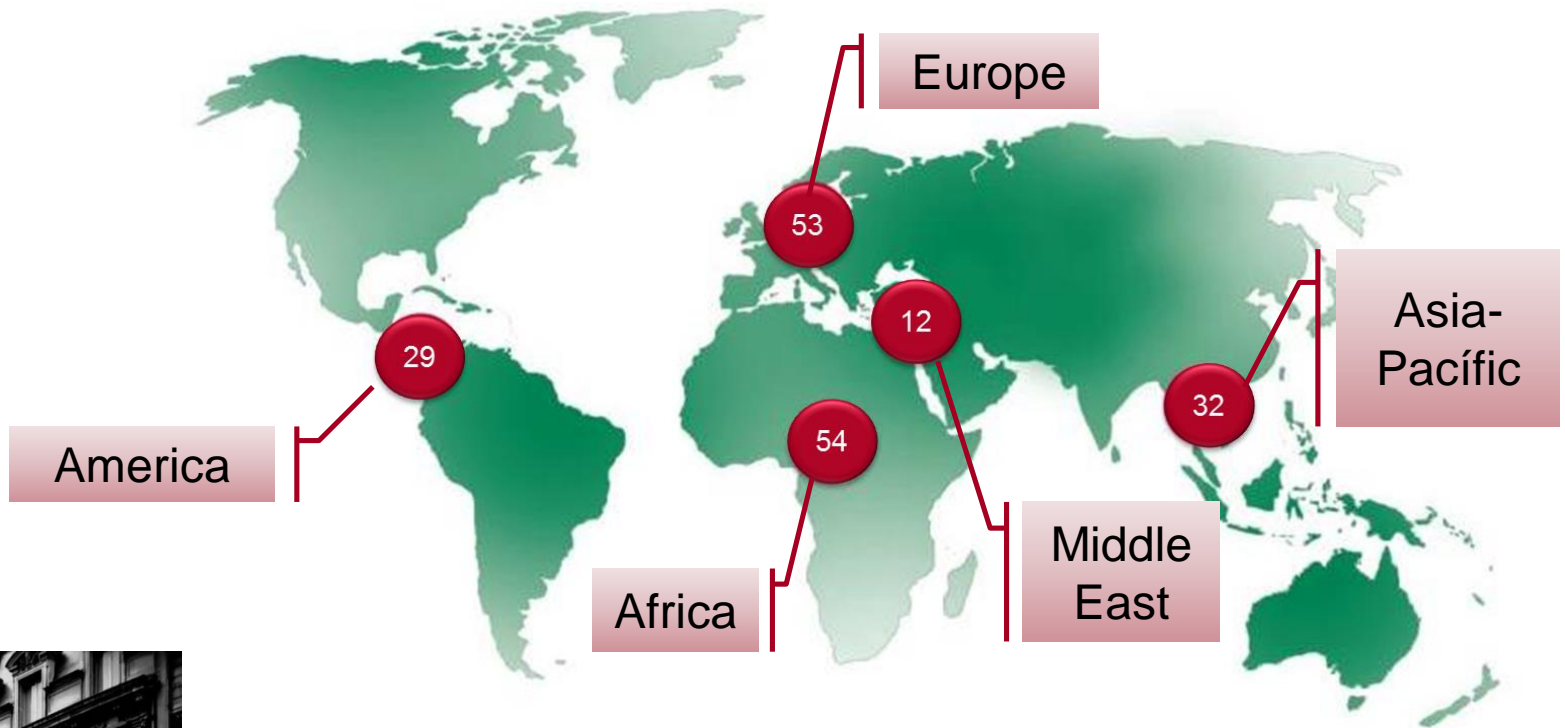 Europe
53
12
Asia-
Pacífic
29
32
54
America
Middle
East
Africa